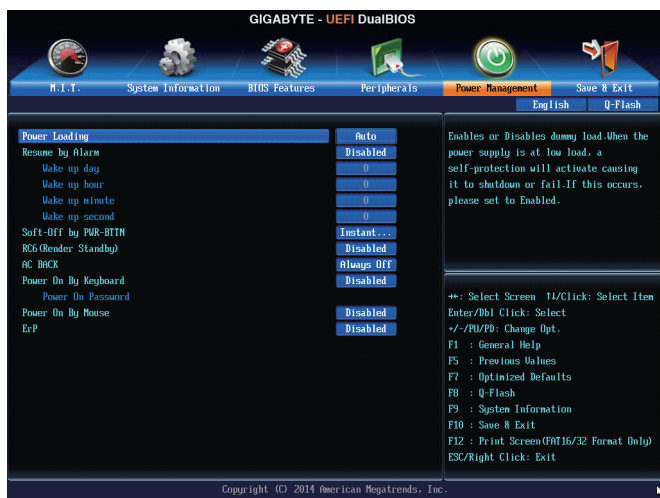 GIGABYTE - UEFI DualBIOS
M.I.T. System Information BIOS Features Peripherals Power Management Save & Exit
English Q-Flash
Power Loading Auto
Resume by Alarm Disabled
Wake up day 0
Wake up hour 0
Wake up minute 0
Wake up second 0
Soft-Off by PWR-BTTN Instant...
RC6(Render Standby) Disabled
AC BACK Always Off
Power On By Keyboard Disabled
Power On Password
Power On By Mouse Disabled
ErP Disabled
Enables or Disables dummy load.When the
power supply is at low load, a
self-protection will activate causing
it to shutdown or fail.If this occurs,
please set to Enabled.
→←: Select Screen ↑↓/Click: Select Item
Enter/Dbl Click: Select
+/-/PU/PD: Change Opt.
F1 : General Help
F5 : Previous Values
F7 : Optimized Defaults
F8 : Q-Flash
F9 : System Information
F10 : Save & Exit
F12 : Print Screen(FAT16/32 Format Only)
ESC/Right Click: Exit
Copyright (C) 2014 American Megatrends, Inc.